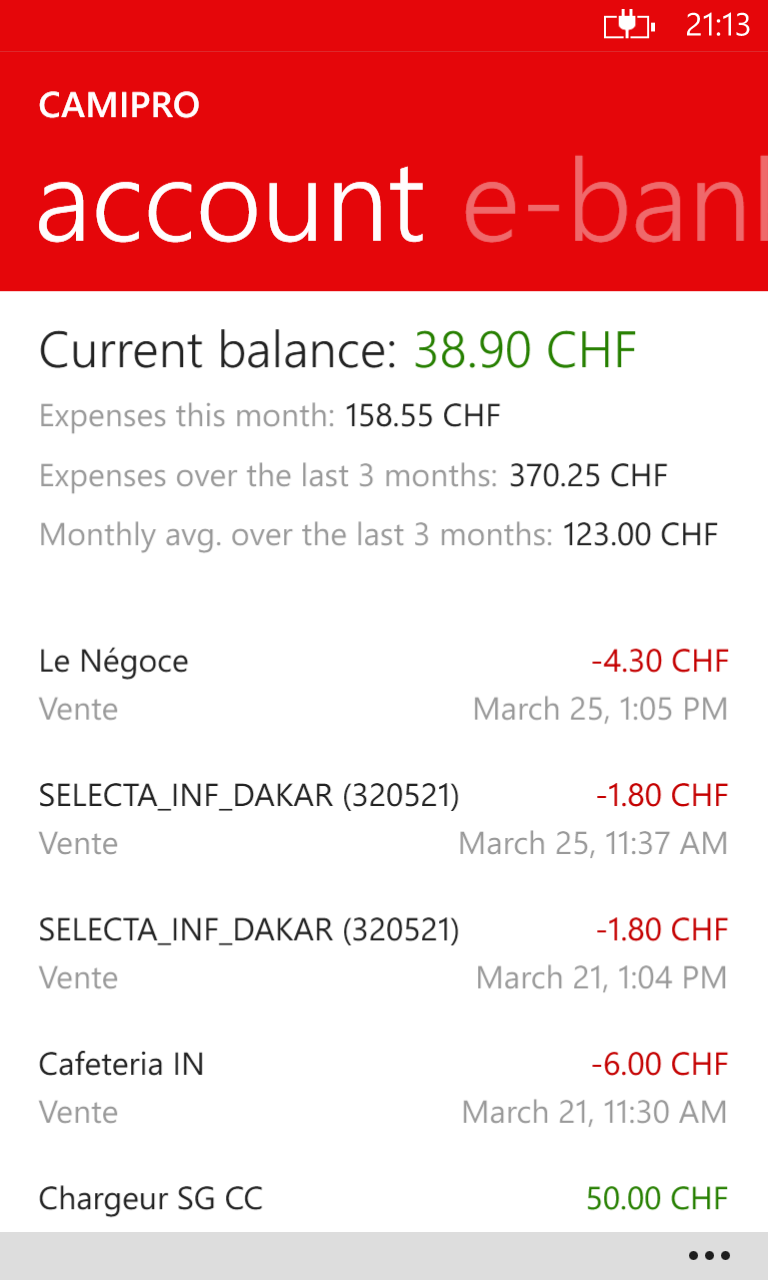 21:13
CAMIPRO
account e-bank
Current balance: 38.90 CHF
Expenses this month: 158.55 CHF
Expenses over the last 3 months: 370.25 CHF
Monthly avg. over the last 3 months: 123.00 CHF
Le Négoce -4.30 CHF
Vente March 25, 1:05 PM
SELECTA_INF_DAKAR (320521) -1.80 CHF
Vente March 25, 11:37 AM
SELECTA_INF_DAKAR (320521) -1.80 CHF
Vente March 21, 1:04 PM
Cafeteria IN -6.00 CHF
Vente March 21, 11:30 AM
Chargeur SG CC 50.00 CHF